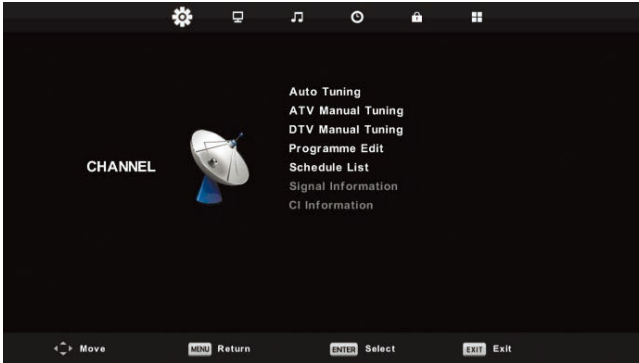 CHANNEL
Auto Tuning
ATV Manual Tuning
DTV Manual Tuning
Programme Edit
Schedule List
Signal Information
CI Information
Move MENU Return ENTER Select EXIT Exit